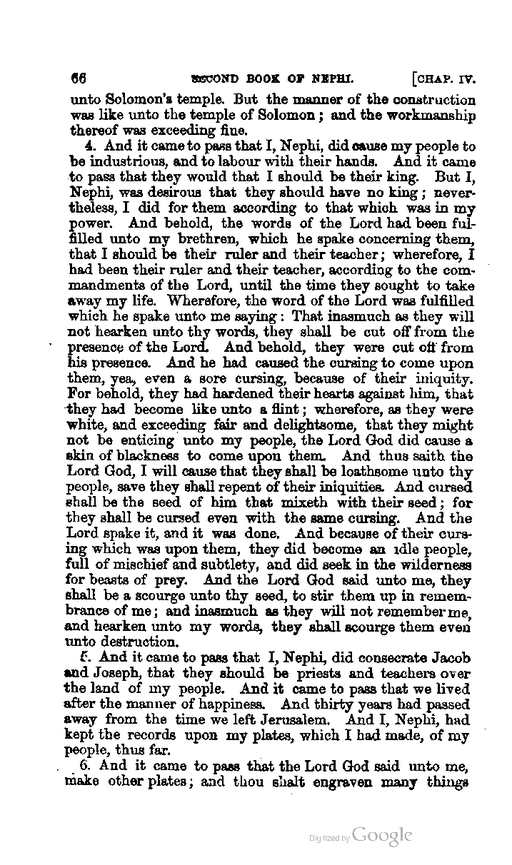 66 SECOND BOOK OF NEPHI. [CHAP. IV.
unto Solomon's temple. But the manner of the construction
was like unto the temple of Solomon; and the workmanship
thereof was exceeding fine.
4. And it came to pass that I, Nephi, did cause my people to
be industrious, and to labour with their hands. And it came
to pass that they would that I should be their king. But I,
Nephi, was desirous that they should have no king; never-
theless, I did for them according to that which was in my
power. And behold, the words of the Lord had been ful-
filled unto my brethren, which he spake concerning them,
that I should be their ruler and their teacher; wherefore, I
had been their ruler and their teacher, according to the com-
mandments of the Lord, until the time they sought to take
away my life. Wherefore, the word of the Lord was fulfilled
which he spake unto me saying: That inasmuch as they will
not hearken unto thy words, they shall be cut off from the
presence of the Lord. And behold, they were cut off from
his presence. And he had caused the cursing to come upon
them, yea, even a sore cursing, because of their iniquity.
For behold, they had hardened their hearts against him, that
they had become like unto a flint; wherefore, as they were
white, and exceeding fair and delightsome, that they might
not be enticing unto my people, the Lord God did cause a
skin of blackness to come upon them. And thus saith the
Lord God, I will cause that they shall be loathsome unto thy
people, save they shall repent of their iniquities. And cursed
shall be the seed of him that mixeth with their seed; for
they shall be cursed even with the same cursing. And the
Lord spake it, and it was done. And because of their curs-
ing which was upon them, they did become an idle people,
full of mischief and subtlety, and did seek in the wilderness
for beasts of prey. And the Lord God said unto me, they
shall be a scourge unto thy seed, to stir them up in remem-
brance of me; and inasmuch as they will not remember me,
and hearken unto my words, they shall scourge them even
unto destruction.
5. And it came to pass that I, Nephi, did consecrate Jacob
and Joseph, that they should be priests and teachers over
the land of my people. And it came to pass that we lived
after the manner of happiness. And thirty years had passed
away from the time we left Jerusalem. And I, Nephi, had
kept the records upon my plates, which I had made, of my
people, thus far.
6. And it came to pass that the Lord God said unto me,
make other plates; and thou shalt engraven many things
Digitized by Google